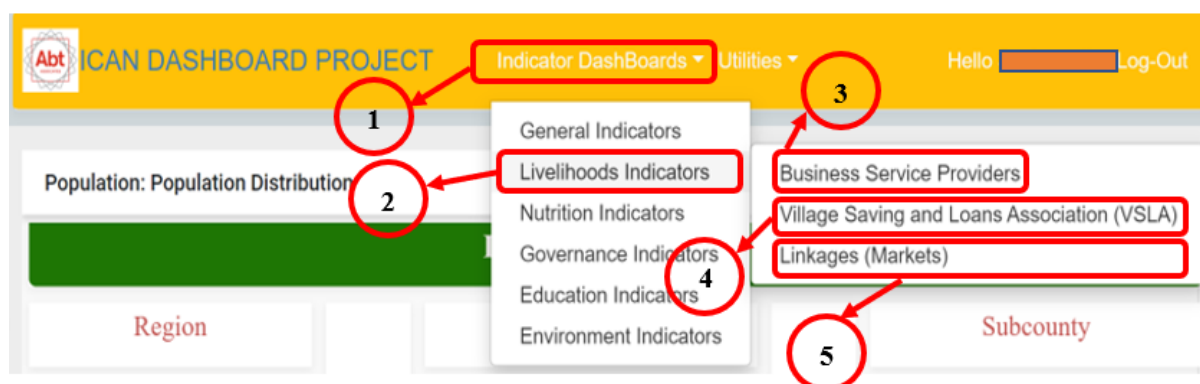 Abt
ICAN DASHBOARD PROJECT
Indicator DashBoards
Utilities
Hello
Log-Out
1
3
General Indicators
Livelihoods Indicators
Business Service Providers
Population: Population Distribution
2
Nutrition Indicators
Village Saving and Loans Association (VSLA)
Governance Indicators
Linkages (Markets)
4
Education Indicators
Environment Indicators
Region
Subcounty
5